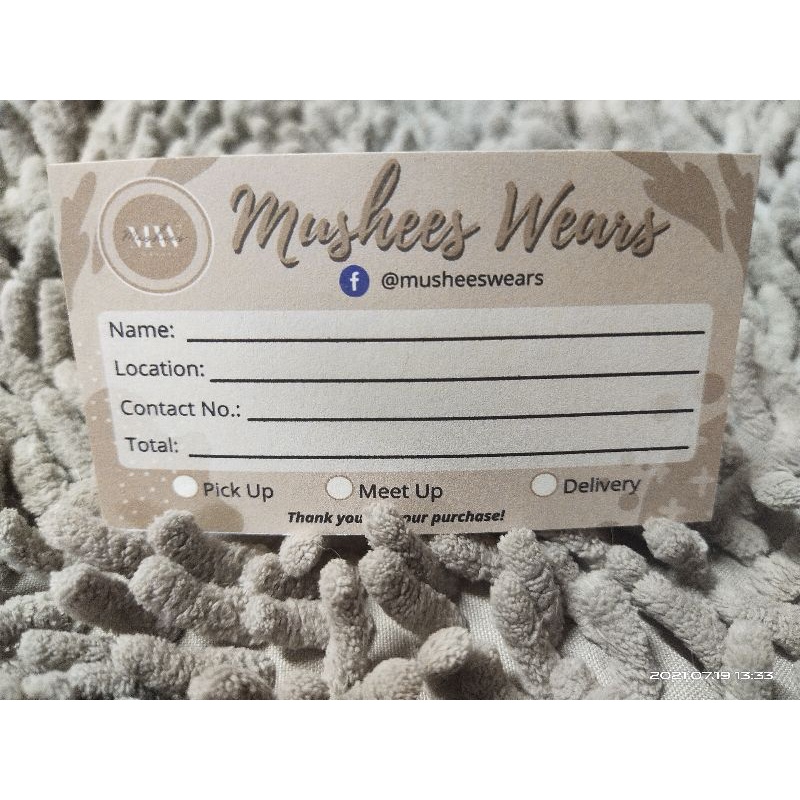 MW
Mushees Wears
@musheeswears
Name:
Location:
Contact No.:
Total:
Pick Up
Meet Up
Delivery
Thank you our purchase!
2021.07.19 13:33